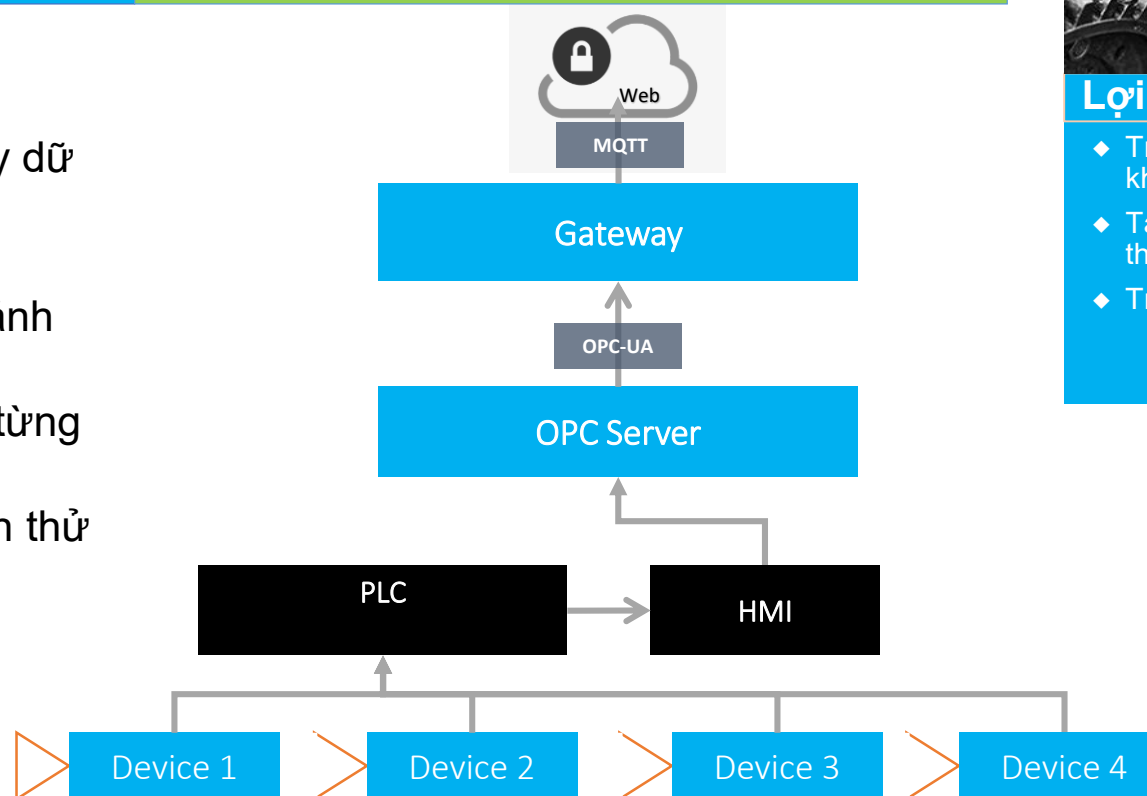 Web
MQTT
Gateway
OPC-UA
OPC Server
PLC
HMI
Device 1
Device 2
Device 3
Device 4
dữ
từng
thử
Lợi